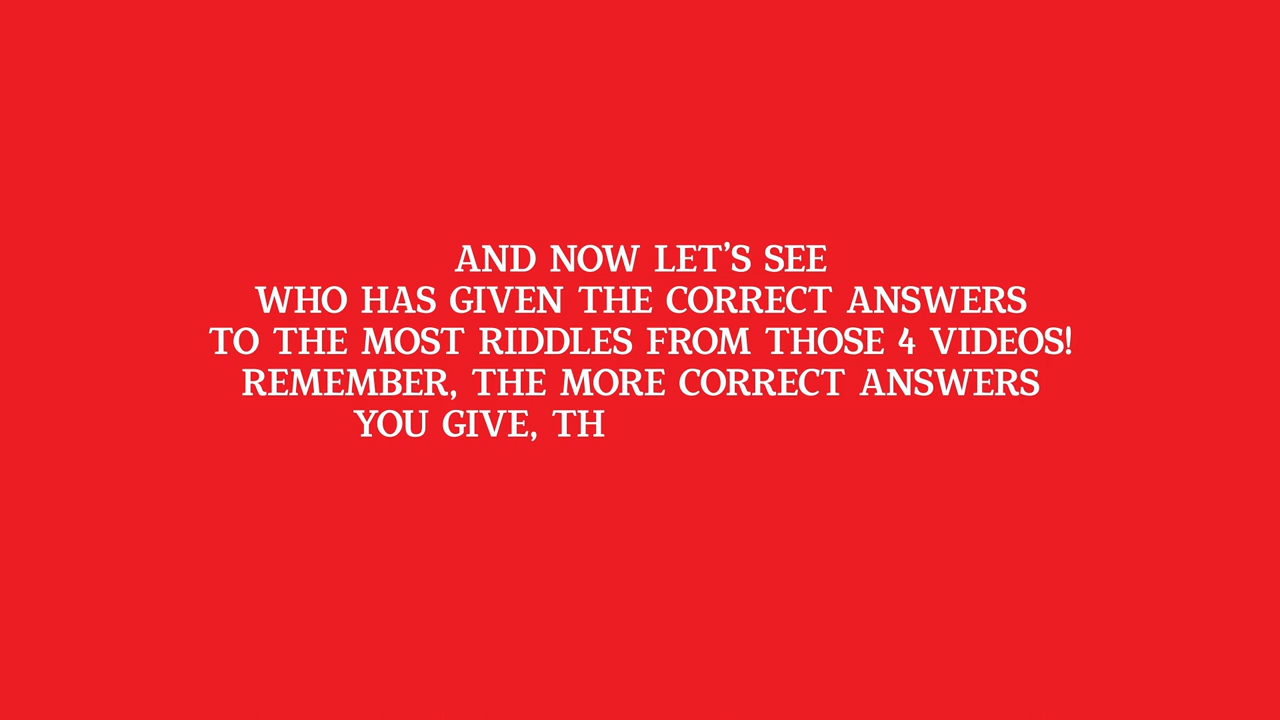 AND NOW LET’S SEE
WHO HAS GIVEN THE CORRECT ANSWERS
TO THE MOST RIDDLES FROM THOSE 4 VIDEOS!
REMEMBER, THE MORE CORRECT ANSWERS
YOU GIVE, TH